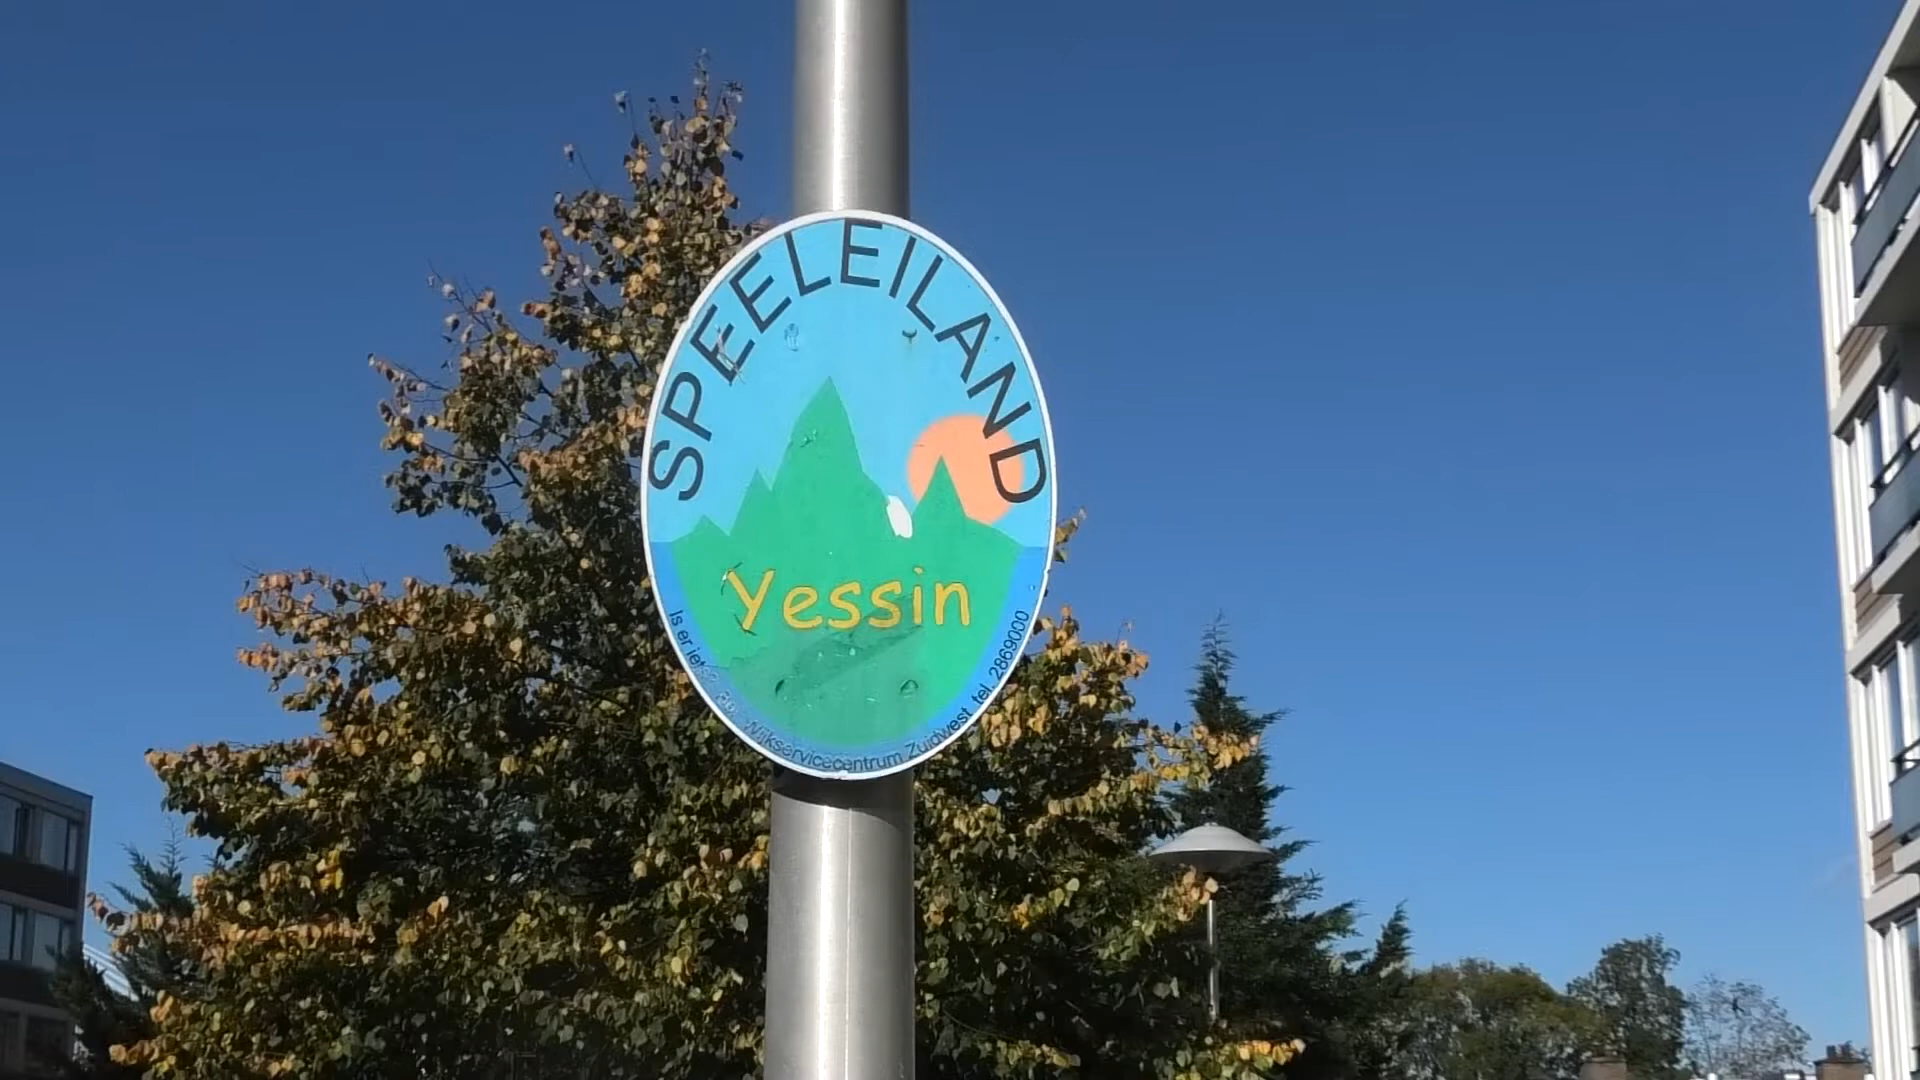 SPEELEILAND
Yessin
Is er iets Wijkservicecentrum Zuidwest tel. 2869000